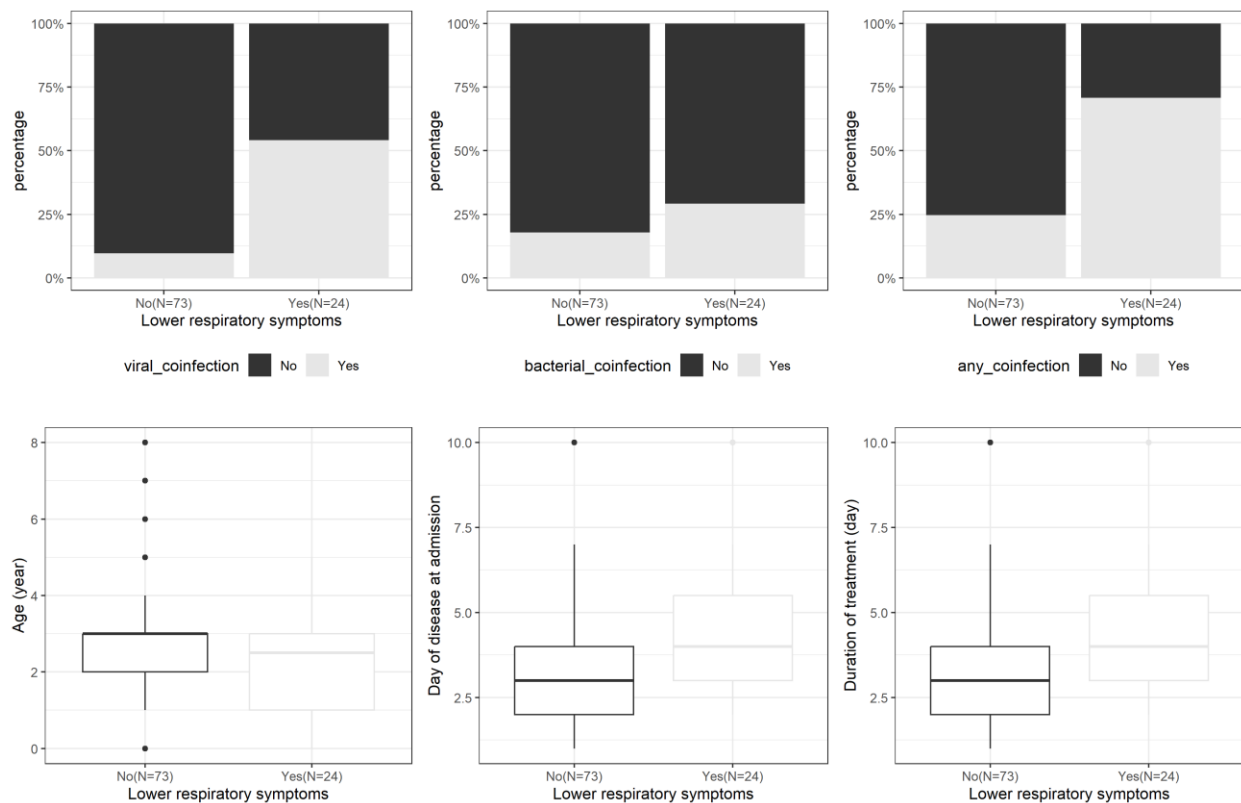 100%
75%
50%
25%
0%
percentage
No(N=73) Yes(N=24)
Lower respiratory symptoms
viral_coinfection No Yes
100%
75%
50%
25%
0%
percentage
No(N=73) Yes(N=24)
Lower respiratory symptoms
bacterial_coinfection No Yes
100%
75%
50%
25%
0%
percentage
No(N=73) Yes(N=24)
Lower respiratory symptoms
any_coinfection No Yes
8
6
4
2
0
Age (year)
No(N=73) Yes(N=24)
Lower respiratory symptoms
10.0
7.5
5.0
2.5
Day of disease at admission
No(N=73) Yes(N=24)
Lower respiratory symptoms
10.0
7.5
5.0
2.5
Duration of treatment (day)
No(N=73) Yes(N=24)
Lower respiratory symptoms